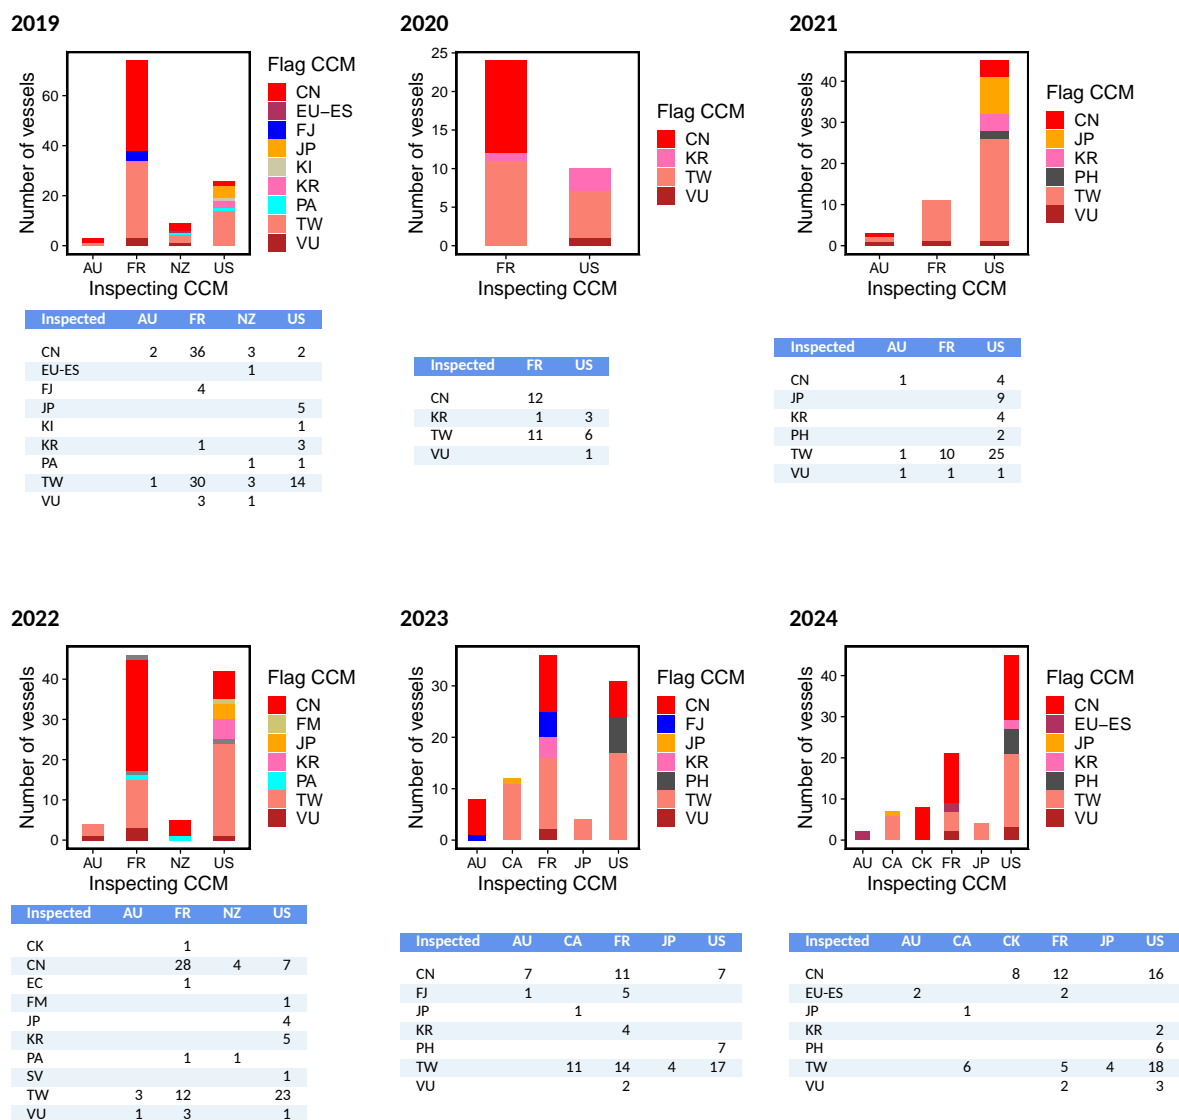 2019
Number of vessels
60
40
20
0
AU FR NZ US
Inspecting CCM
Flag CCM
CN
EU−ES
FJ
JP
KI
KR
PA
TW
VU
Inspected AU FR NZ US
CN 2 36 3 2
EU-ES 1
FJ 4
JP 5
KI 1
KR 1 3
PA 1 1
TW 1 30 3 14
VU 3 1
2020
Number of vessels
25
20
15
10
5
0
FR US
Inspecting CCM
Flag CCM
CN
KR
TW
VU
Inspected FR US
CN 12
KR 1 3
TW 11 6
VU 1
2021
Number of vessels
40
30
20
10
0
AU FR US
Inspecting CCM
Flag CCM
CN
JP
KR
PH
TW
VU
Inspected AU FR US
CN 1 4
JP 9
KR 4
PH 2
TW 1 10 25
VU 1 1 1
2022
Number of vessels
40
30
20
10
0
AU FR NZ US
Inspecting CCM
Flag CCM
CN
FM
JP
KR
PA
TW
VU
Inspected AU FR NZ US
CK 1
CN 28 4 7
EC 1
FM 1
JP 4
KR 5
PA 1 1
SV 1
TW 3 12 23
VU 1 3 1
2023
Number of vessels
30
20
10
0
AU CA FR JP US
Inspecting CCM
Flag CCM
CN
FJ
JP
KR
PH
TW
VU
Inspected AU CA FR JP US
CN 7 11 7
FJ 1 5
JP 1
KR 4
PH 7
TW 11 14 4 17
VU 2
2024
Number of vessels
40
30
20
10
0
AU CA CK FR JP US
Inspecting CCM
Flag CCM
CN
EU−ES
JP
KR
PH
TW
VU
Inspected AU CA CK FR JP US
CN 8 12 16
EU-ES 2 2
JP 1
KR 2
PH 6
TW 6 5 4 18
VU 2 3